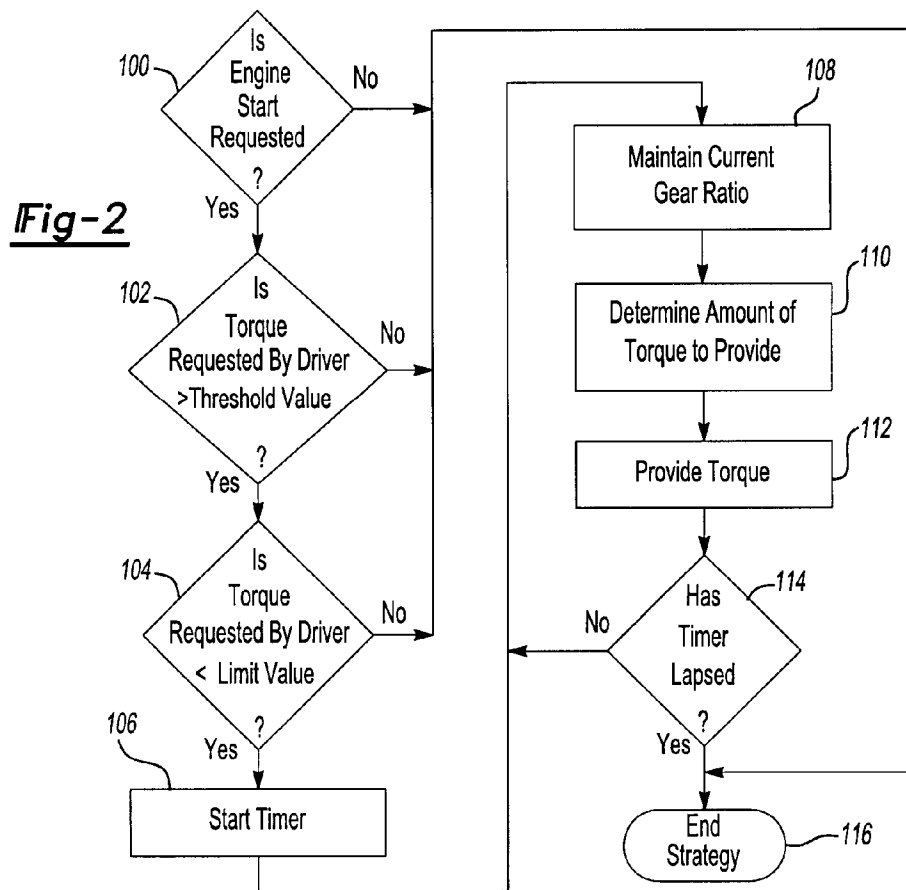 100
Is
Engine
Start
Requested
?
No
Yes
Fig-2
102
Is
Torque
Requested By Driver
>Threshold Value
?
No
Yes
104
Is
Torque
Requested By Driver
< Limit Value
?
No
Yes
106
Start Timer
108
Maintain Current
Gear Ratio
110
Determine Amount of
Torque to Provide
112
Provide Torque
114
Has
Timer
Lapsed
?
No
Yes
End
Strategy
116